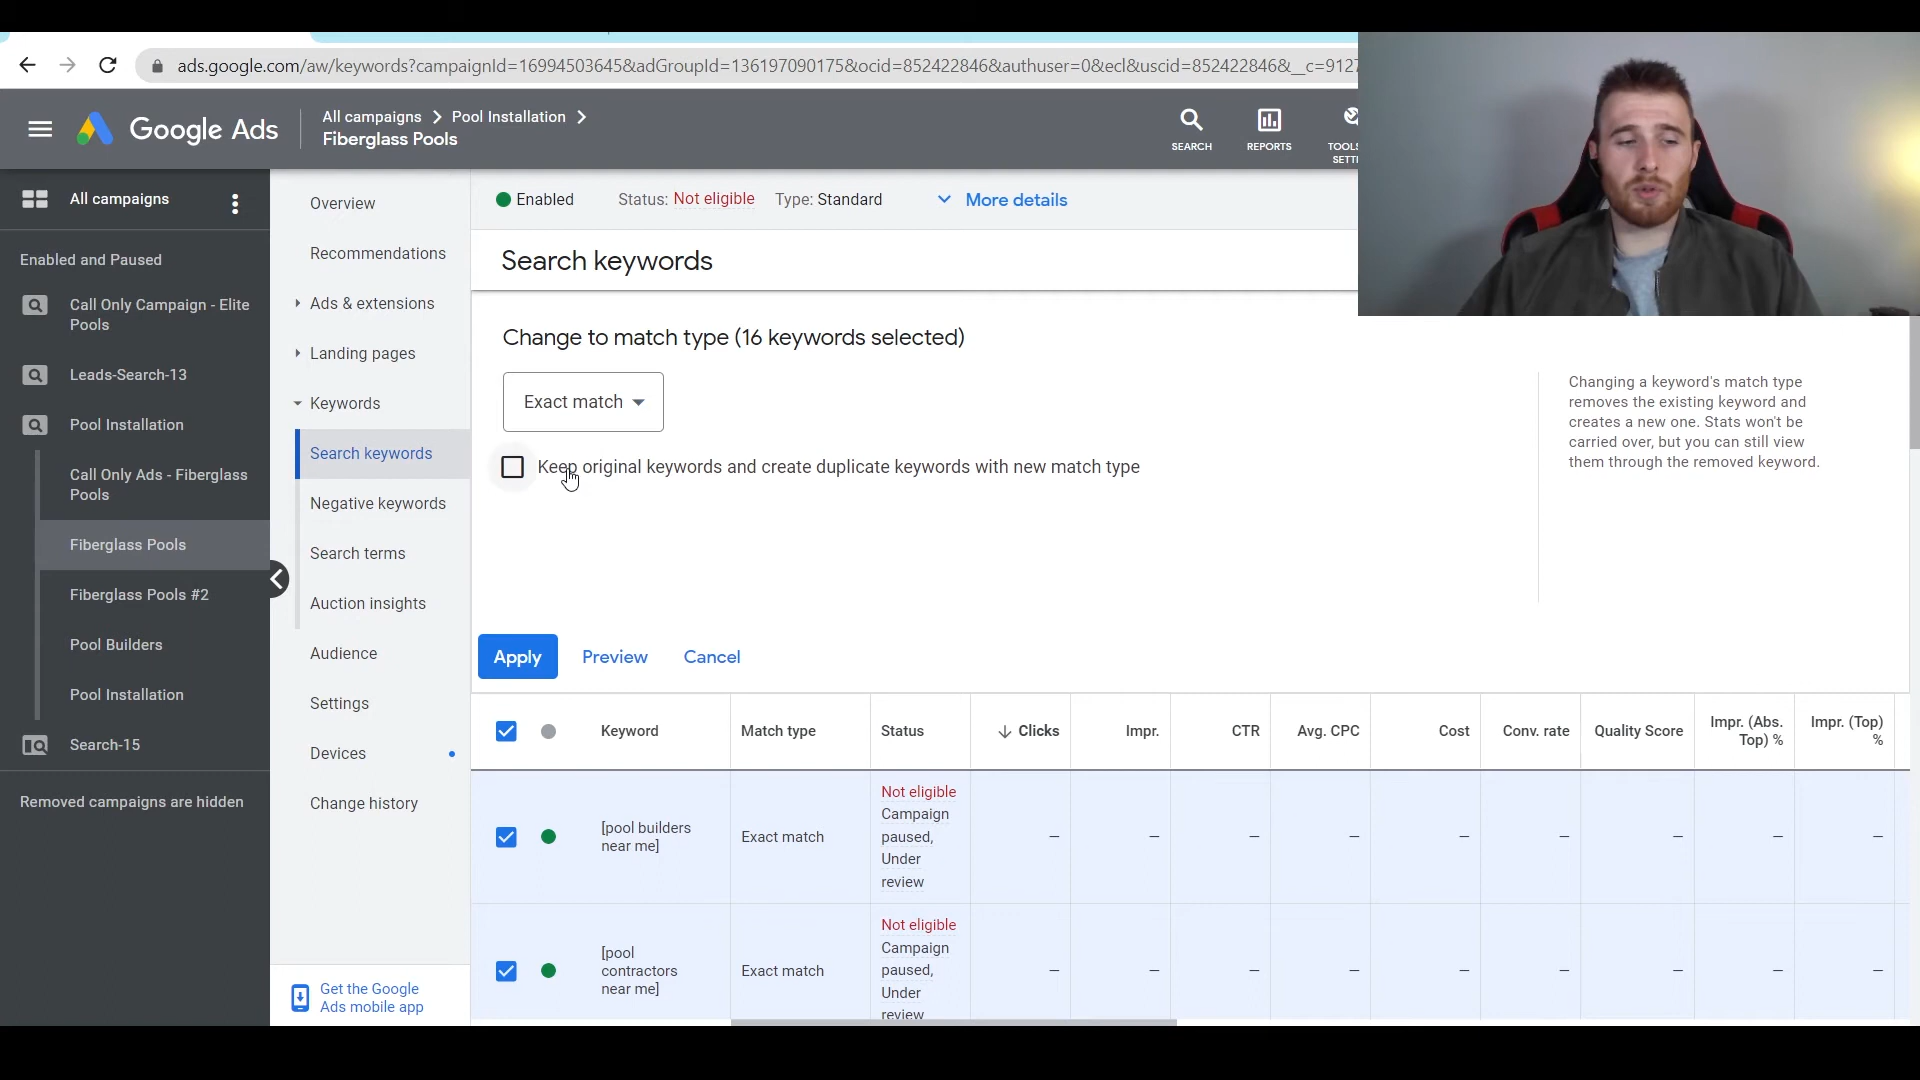 ads.google.com/aw/keywords?campaignId=16994503645&adGroupId=136197090175&ocid=852422846&authuser=0&ecl&uscid=852422846&__c=9127
Google Ads
All campaigns
Pool Installation
Fiberglass Pools
SEARCH
REPORTS
TOOLS
SETTI
All campaigns
Enabled and Paused
Call Only Campaign - Elite
Pools
Leads-Search-13
Pool Installation
Call Only Ads - Fiberglass
Pools
Fiberglass Pools
Fiberglass Pools #2
Pool Builders
Pool Installation
Search-15
Removed campaigns are hidden
Overview
Recommendations
Ads & extensions
Landing pages
Keywords
Search keywords
Negative keywords
Search terms
Auction insights
Audience
Settings
Devices
Change history
Get the Google
Ads mobile app
Enabled
Status: Not eligible
Type: Standard
More details
Search keywords
Change to match type (16 keywords selected)
Exact match
Keep original keywords and create duplicate keywords with new match type
Changing a keyword's match type
removes the existing keyword and
creates a new one. Stats won't be
carried over, but you can still view
them through the removed keyword.
Apply
Preview
Cancel
Keyword
Match type
Status
Clicks
Impr.
CTR
Avg. CPC
Cost
Conv. rate
Quality Score
Impr. (Abs.
Top) %
Impr. (Top)
%
[pool builders
near me]
Exact match
Not eligible
Campaign
paused,
Under
review
– – – – – – – – –
[pool
contractors
near me]
Exact match
Not eligible
Campaign
paused,
Under
review
– – – – – – – – –